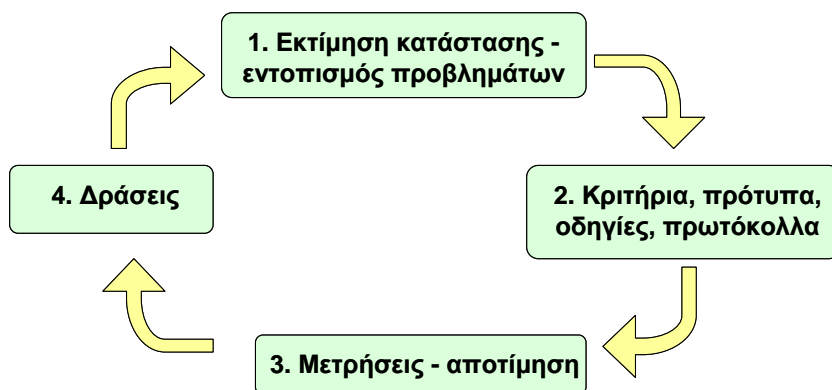 1. Εκτίμηση κατάστασης -
εντοπισμός προβλημάτων
2. Κριτήρια, πρότυπα,
οδηγίες, πρωτόκολλα
3. Μετρήσεις - αποτίμηση
4. Δράσεις